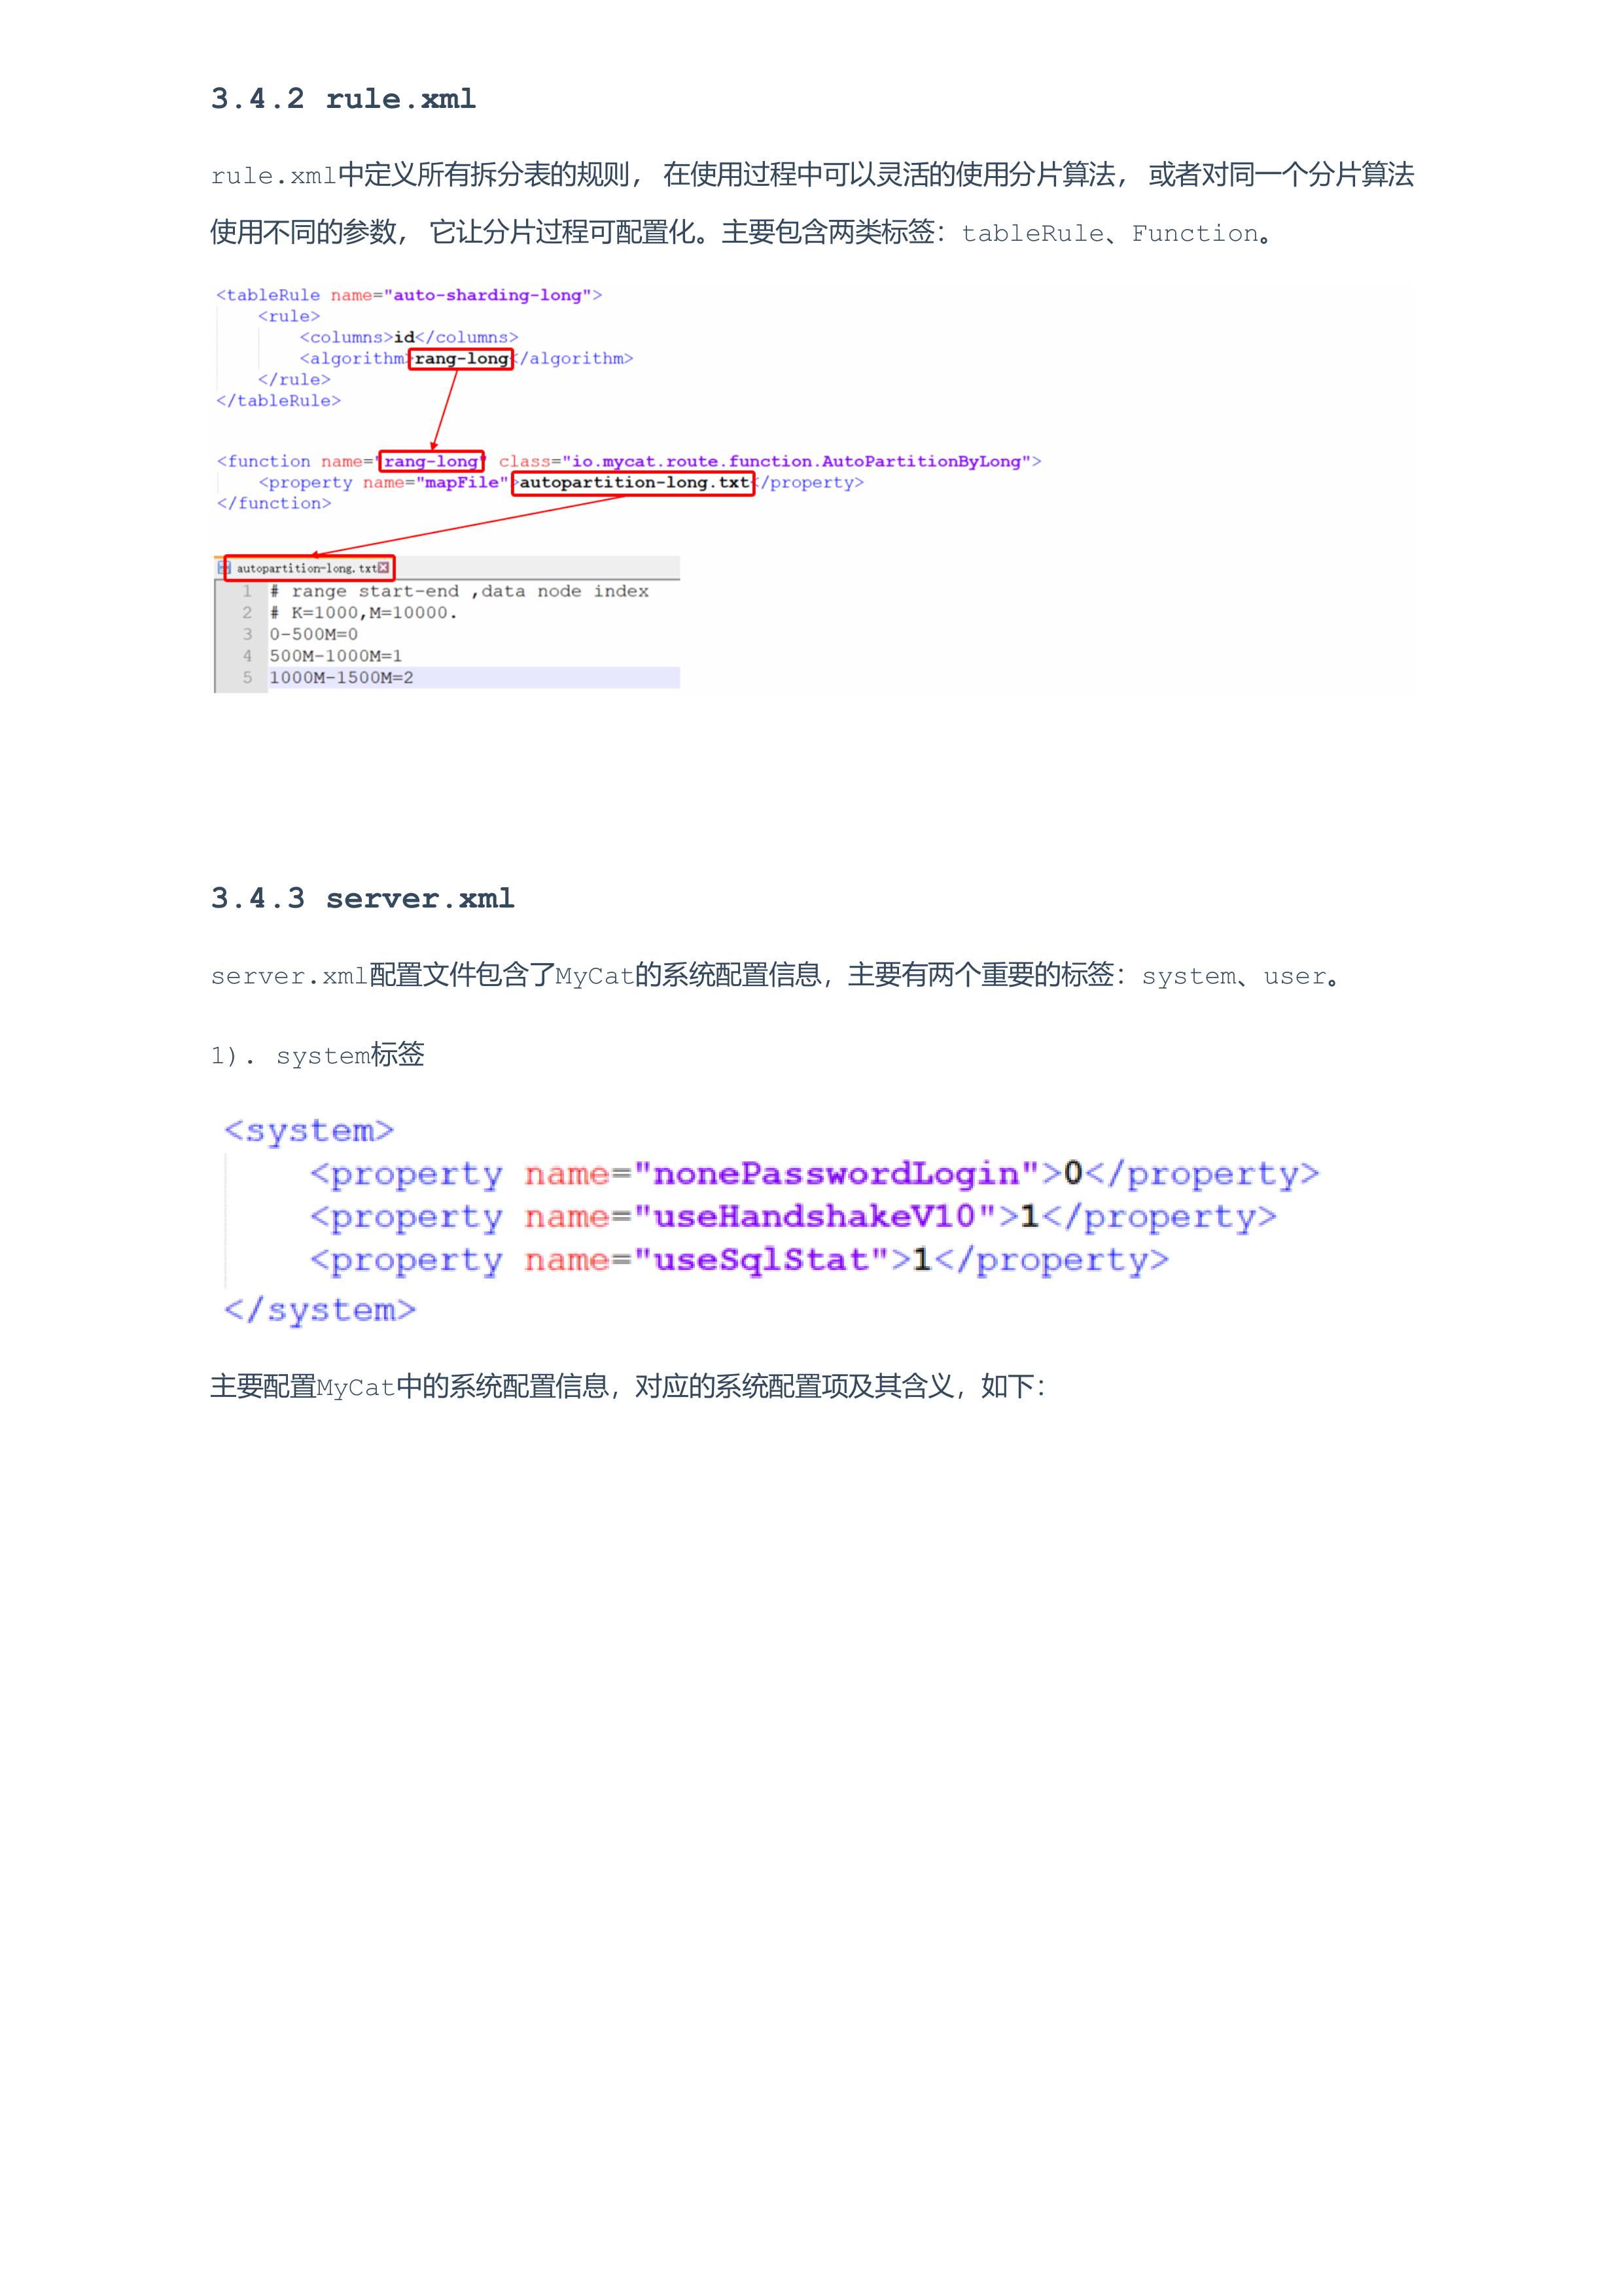 3.4.2 rule.xml
rule.xml中定义所有拆分表的规则， 在使用过程中可以灵活的使用分片算法， 或者对同一个分片算法
使用不同的参数， 它让分片过程可配置化。主要包含两类标签：tableRule、Function。
<tableRule name="auto-sharding-long">
<rule>
<columns>id</columns>
<algorithm>rang-long</algorithm>
</rule>
</tableRule>
<function name="rang-long" class="io.mycat.route.function.AutoPartitionByLong">
<property name="mapFile">autopartition-long.txt</property>
</function>
autopartition-long.txt
1 # range start-end ,data node index
2 # K=1000,M=10000.
3 0-500M=0
4 500M-1000M=1
5 1000M-1500M=2
3.4.3 server.xml
server.xml配置文件包含了MyCat的系统配置信息，主要有两个重要的标签：system、user。
1). system标签
<system>
<property name="nonePasswordLogin">0</property>
<property name="useHandshakeV10">1</property>
<property name="useSqlStat">1</property>
</system>
主要配置MyCat中的系统配置信息，对应的系统配置项及其含义，如下：